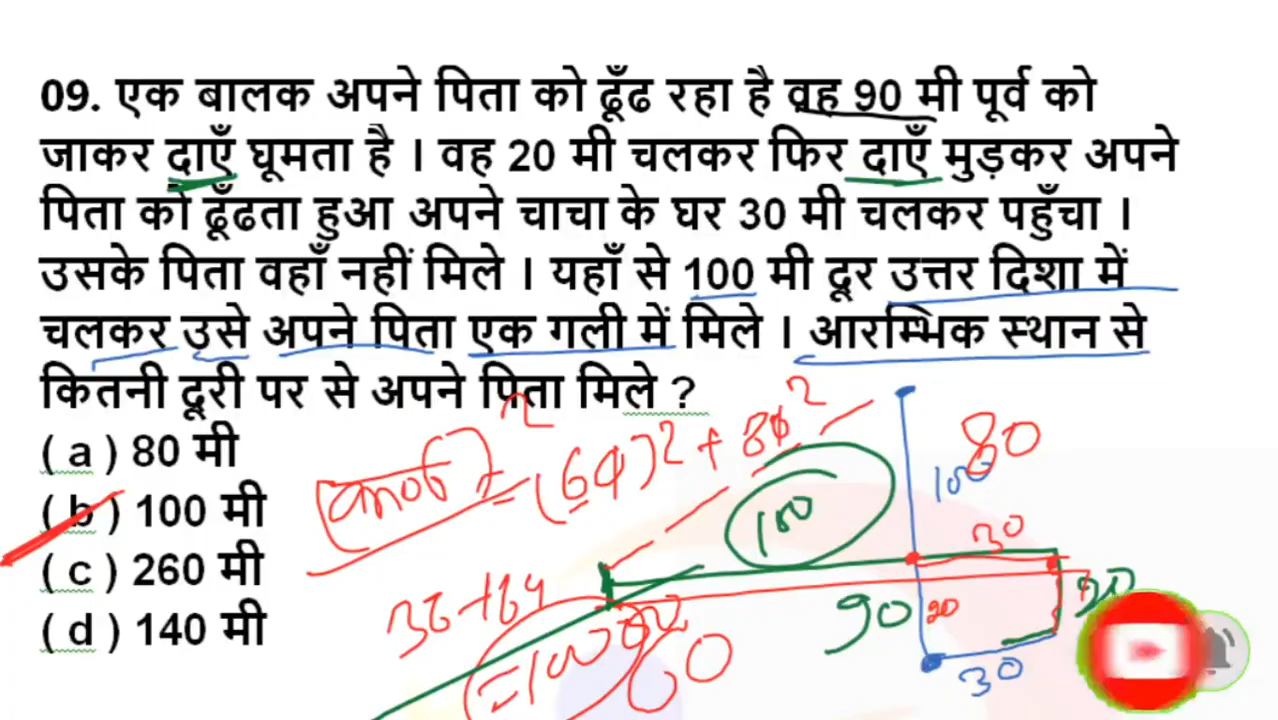 09. एक बालक अपने पिता को ढूँढ रहा है वह 90 मी पूर्व को
जाकर दाएँ घूमता है । वह 20 मी चलकर फिर दाएँ मुड़कर अपने
पिता को ढूँढता हुआ अपने चाचा के घर 30 मी चलकर पहुँचा ।
उसके पिता वहाँ नहीं मिले । यहाँ से 100 मी दूर उत्तर दिशा में
चलकर उसे अपने पिता एक गली में मिले । आरम्भिक स्थान से
कितनी दूरी पर से अपने पिता मिले ?
( a ) 80 मी
( b ) 100 मी
( c ) 260 मी
( d ) 140 मी
80
100
30
90
20
30
60